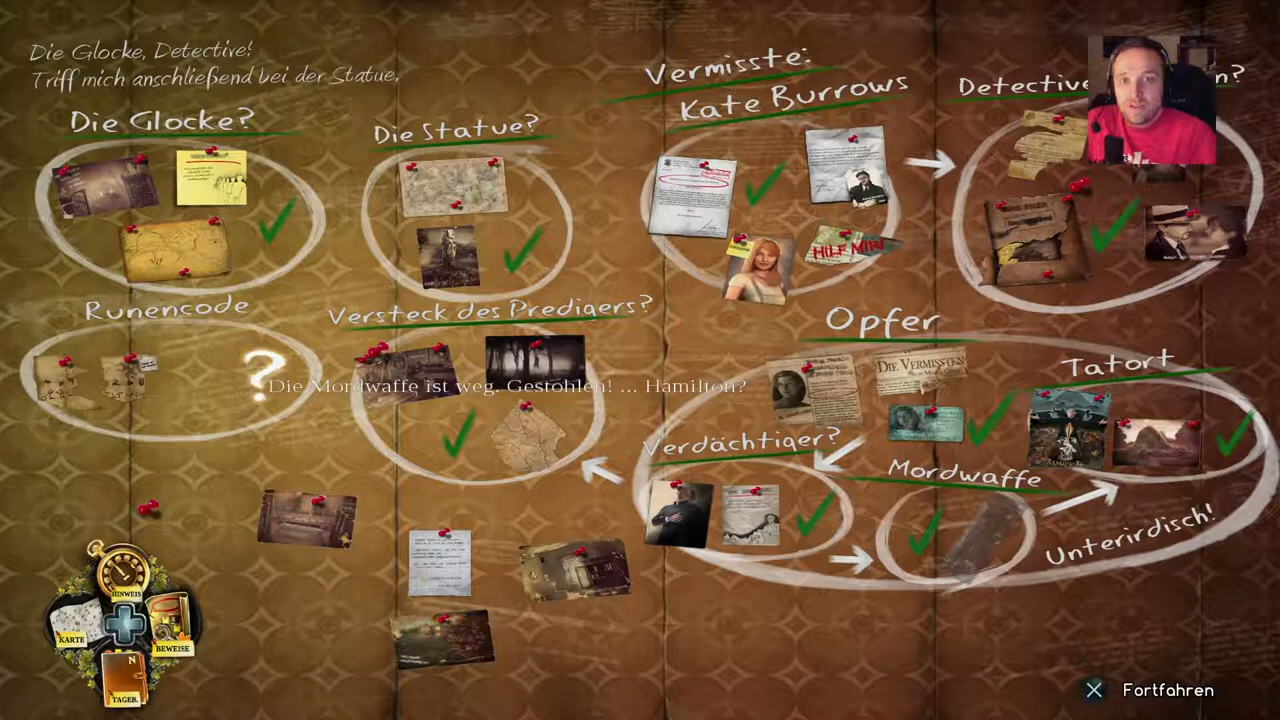 Die Glocke, Detective!
Triff mich anschließend bei der Statue.
Die Glocke?
Die Statue?
Vermisste:
Kate Burrows
Detective
n?
HILF MIR!
Runencode
Versteck des Predigers?
?
Die Mordwaffe ist weg. Gestohlen! ... Hamilton?
Opfer
DIE VERMISSTEN
Tatort
Verdächtiger?
Mordwaffe
Unterirdisch!
HINWEIS
KARTE
BEWEISE
N
TAGEB.
Fortfahren